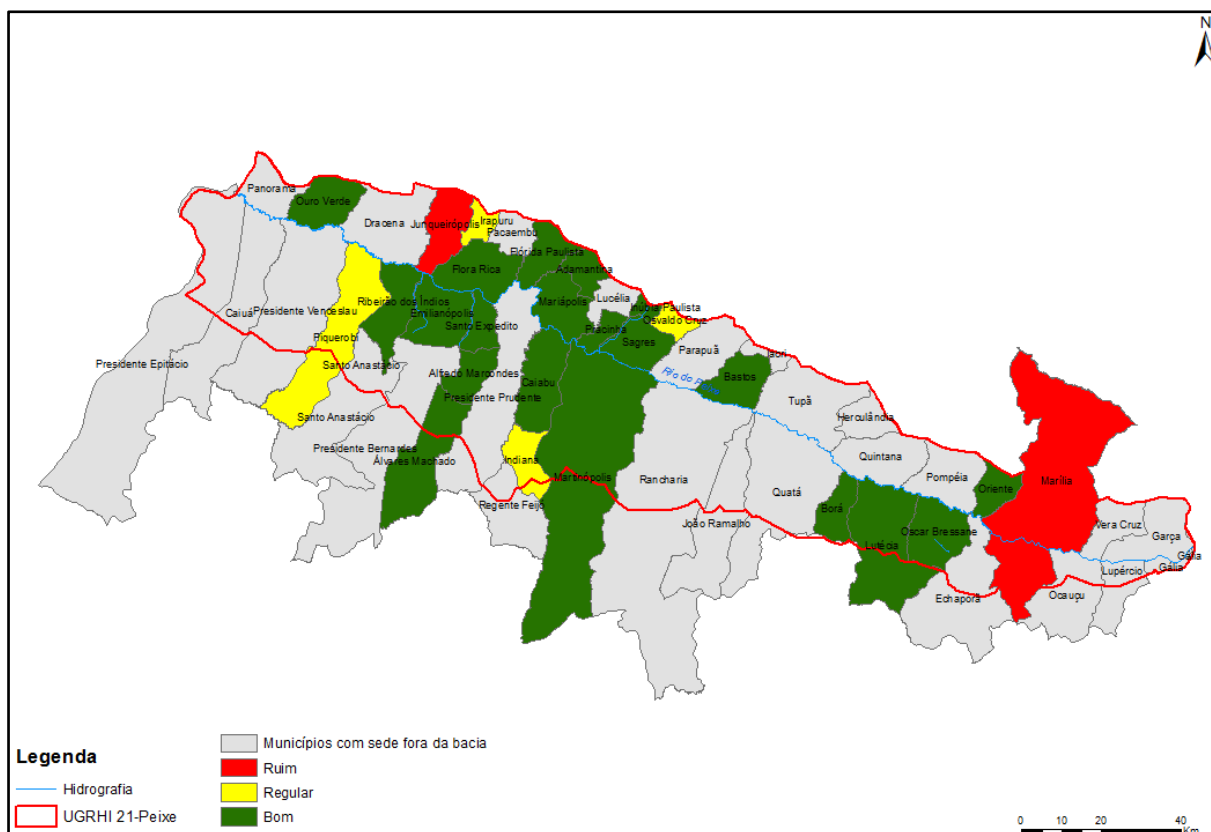 N
Panorama
Ouro Verde
Dracena
Junqueirópolis
Irapuru
Pacaembu
Flórida Paulista
Adamantina
Flora Rica
Ribeirão dos Índios
Mariápolis
Lucélia
Inúbia Paulista
Caiuá
Presidente Venceslau
Emilianópolis
Osvaldo Cruz
Santo Expedito
Pracinha
Piquerobi
Sagres
Parapuã
Iacri
Presidente Epitácio
Santo Anastácio
Alfredo Marcondes
Caiabu
Rio do Peixe
Bastos
Presidente Prudente
Tupã
Santo Anastácio
Herculândia
Presidente Bernardes
Quintana
Álvares Machado
Indiana
Martinópolis
Rancharia
Pompéia
Oriente
Marília
Quatá
Regente Feijó
Borá
João Ramalho
Oscar Bressane
Vera Cruz
Garça
Lutécia
Gália
Lupércio
Gália
Echaporã
Ocauçu
Legenda
Hidrografia
UGRHI 21-Peixe
Municípios com sede fora da bacia
Ruim
Regular
Bom
0 10 20 40
Km